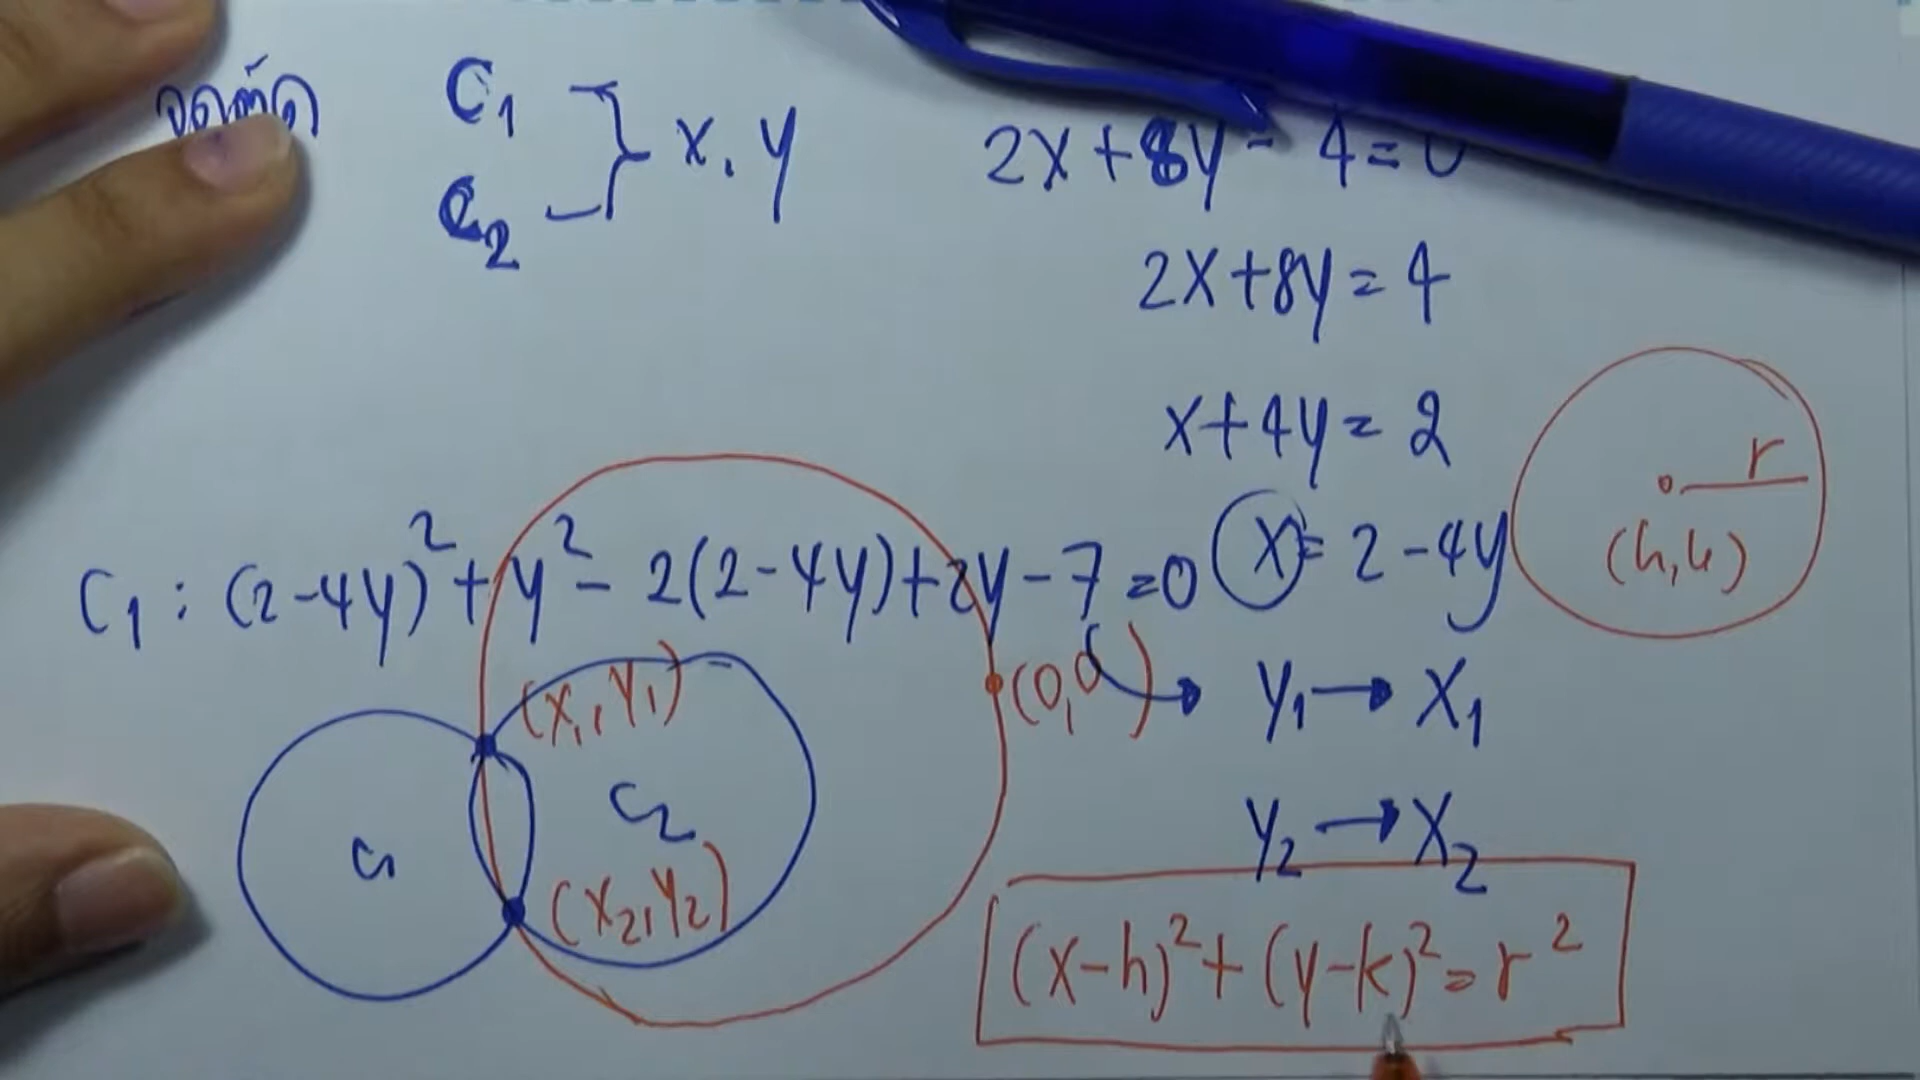 จุดตัด C₁ } x, y
C₂
2x + 8y - 4 = 0
2x + 8y = 4
x + 4y = 2
x = 2 - 4y
r
(h, k)
C₁ : (2-4y)² + y² - 2(2-4y) + 2y - 7 = 0
(x₁, y₁)
(0, 0)
y₁ → x₁
C₁
C₂
(x₂, y₂)
y₂ → x₂
(x-h)² + (y-k)² = r²